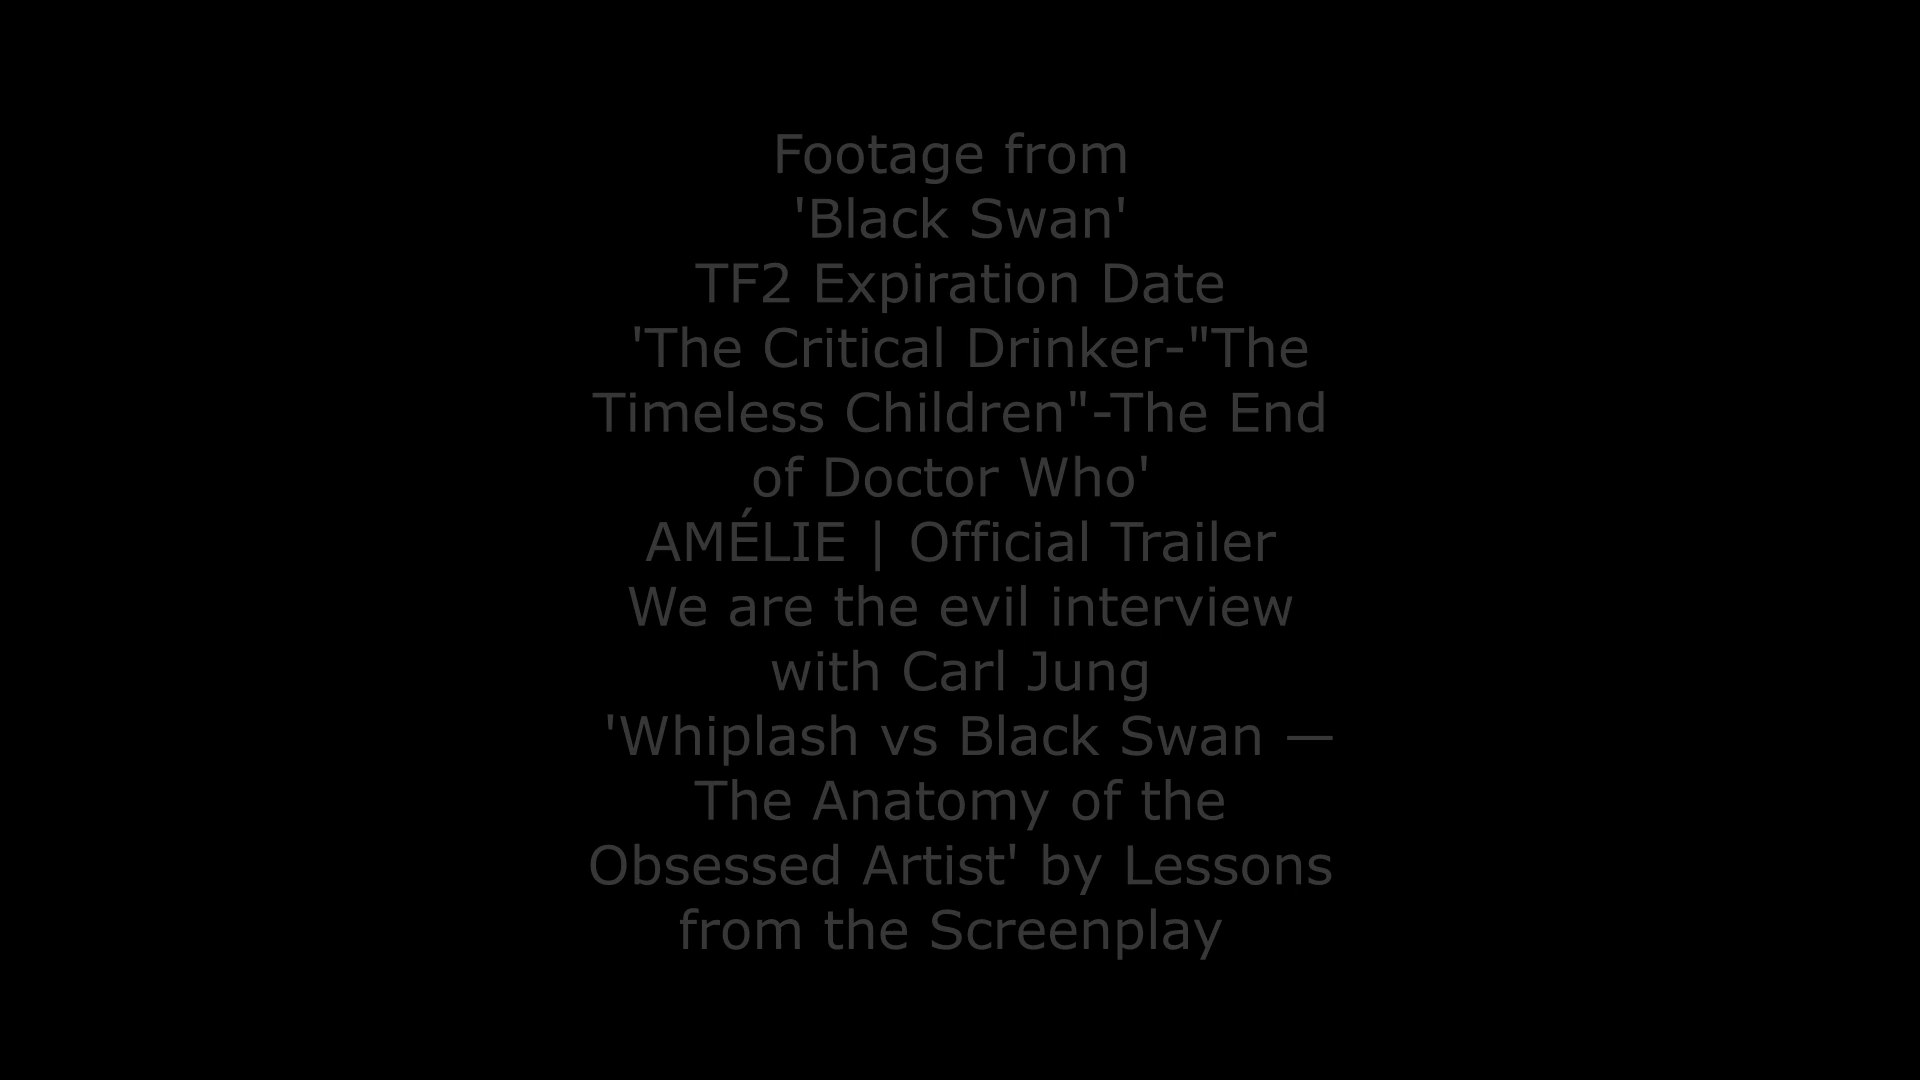 Footage from
'Black Swan'
TF2 Expiration Date
'The Critical Drinker-"The
Timeless Children"-The End
of Doctor Who'
AMÉLIE | Official Trailer
We are the evil interview
with Carl Jung
'Whiplash vs Black Swan —
The Anatomy of the
Obsessed Artist' by Lessons
from the Screenplay